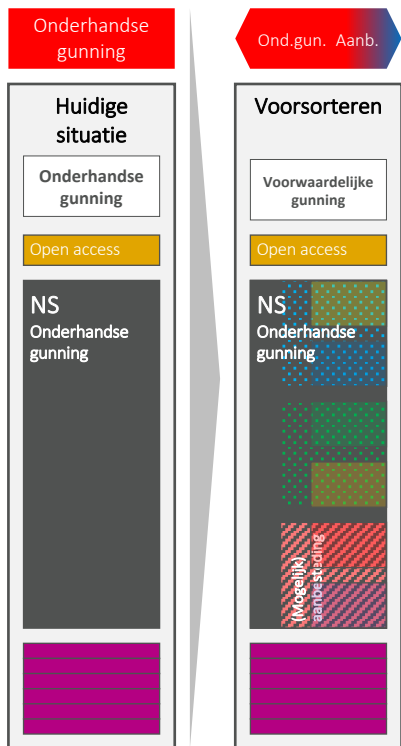 Onderhandse
gunning
Huidige
situatie
Onderhandse
gunning
Open access
NS
Onderhandse
gunning
Ond.gun. Aanb.
Voorsorteren
Voorwaardelijke
gunning
Open access
NS
Onderhandse
gunning
(Mogelijk)
aanbesteding